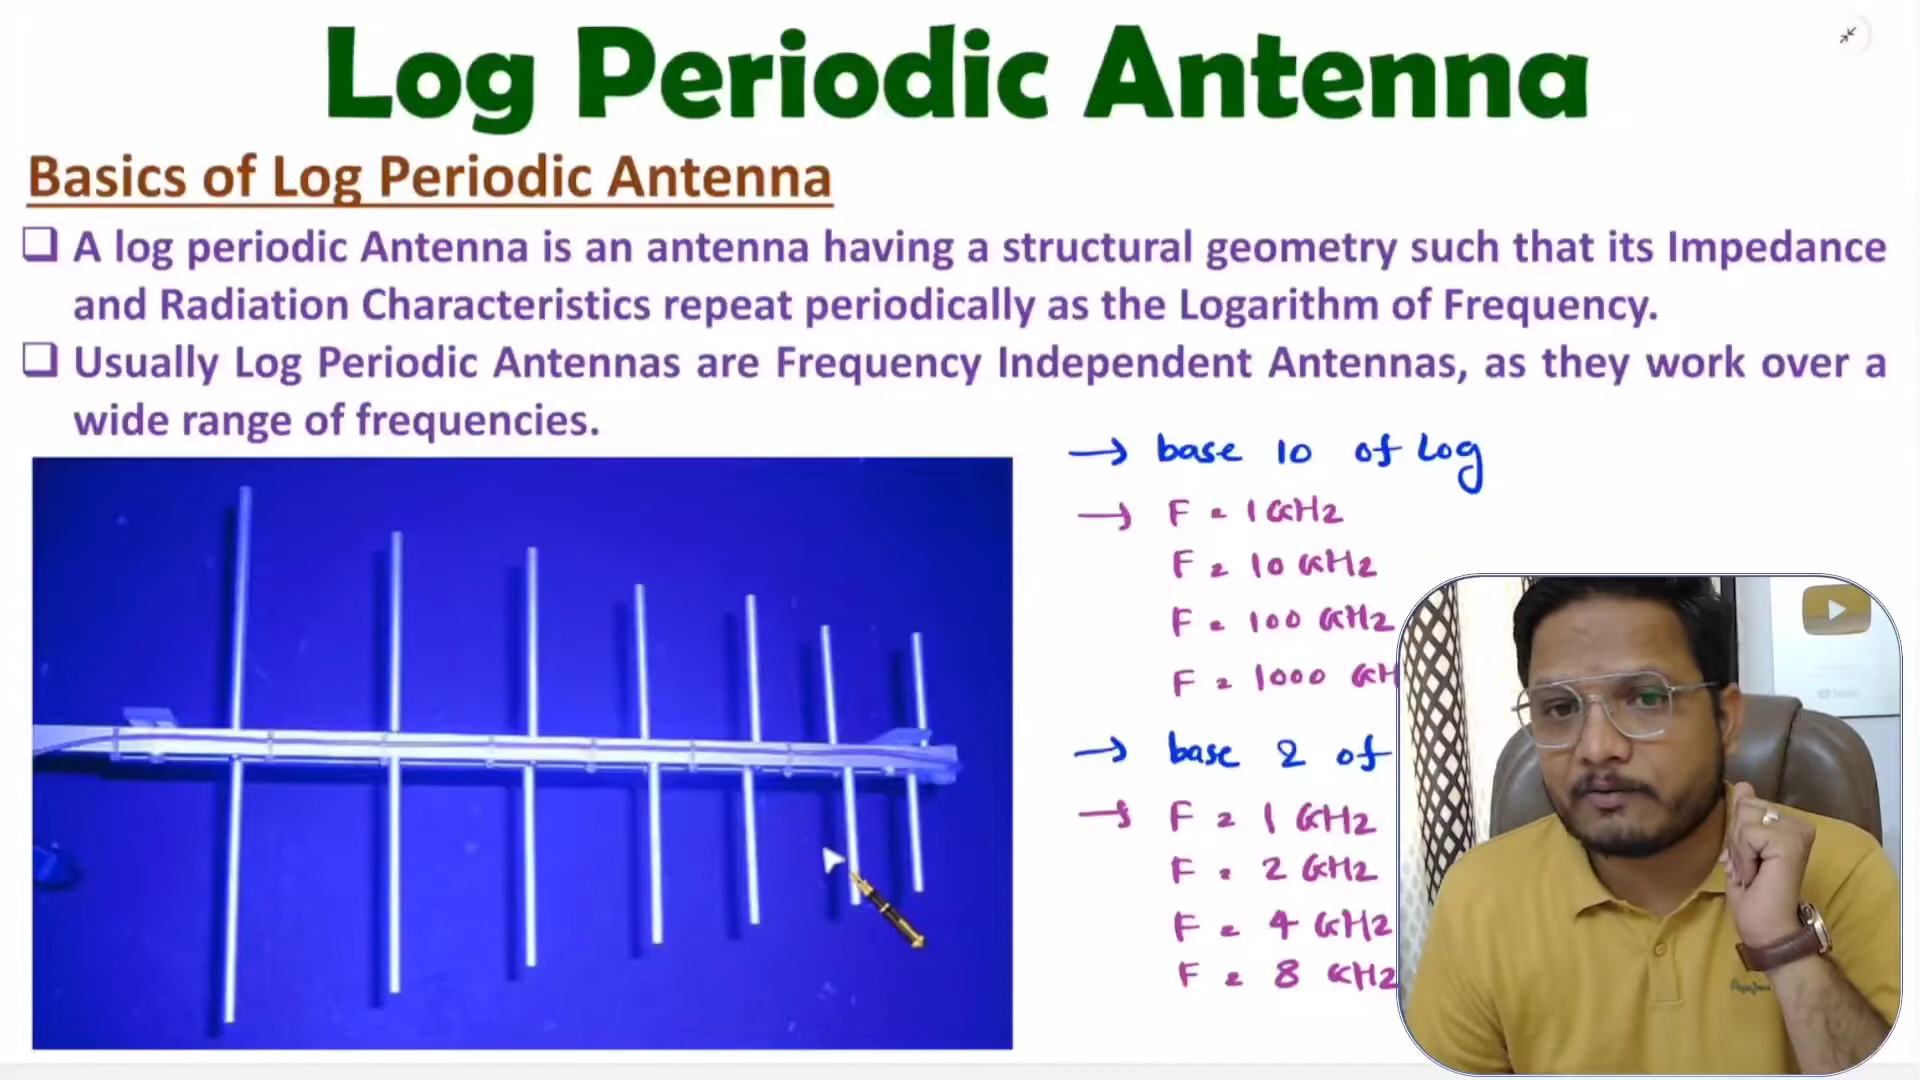 Log Periodic Antenna
Basics of Log Periodic Antenna
❑ A log periodic Antenna is an antenna having a structural geometry such that its Impedance
and Radiation Characteristics repeat periodically as the Logarithm of Frequency.
❑ Usually Log Periodic Antennas are Frequency Independent Antennas, as they work over a
wide range of frequencies.
→ base 10 of Log
→ F = 1 GHz
F = 10 GHz
F = 100 GHz
F = 1000 GH
→ base 2 of
→ F = 1 GHz
F = 2 GHz
F = 4 GHz
F = 8 GHz